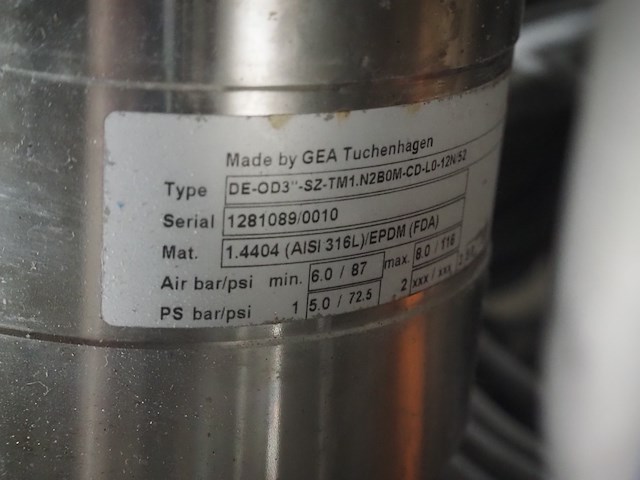 Made by GEA Tuchenhagen
Type DE-OD3"-SZ-TM1.N2B0M-CD-L0-12N/52
Serial 1281089/0010
Mat. 1.4404 (AISI 316L)/EPDM (FDA)
Air bar/psi min. 6.0 / 87 max. 8.0 / 116
PS bar/psi 1 5.0 / 72.5 2 xxx / xxx